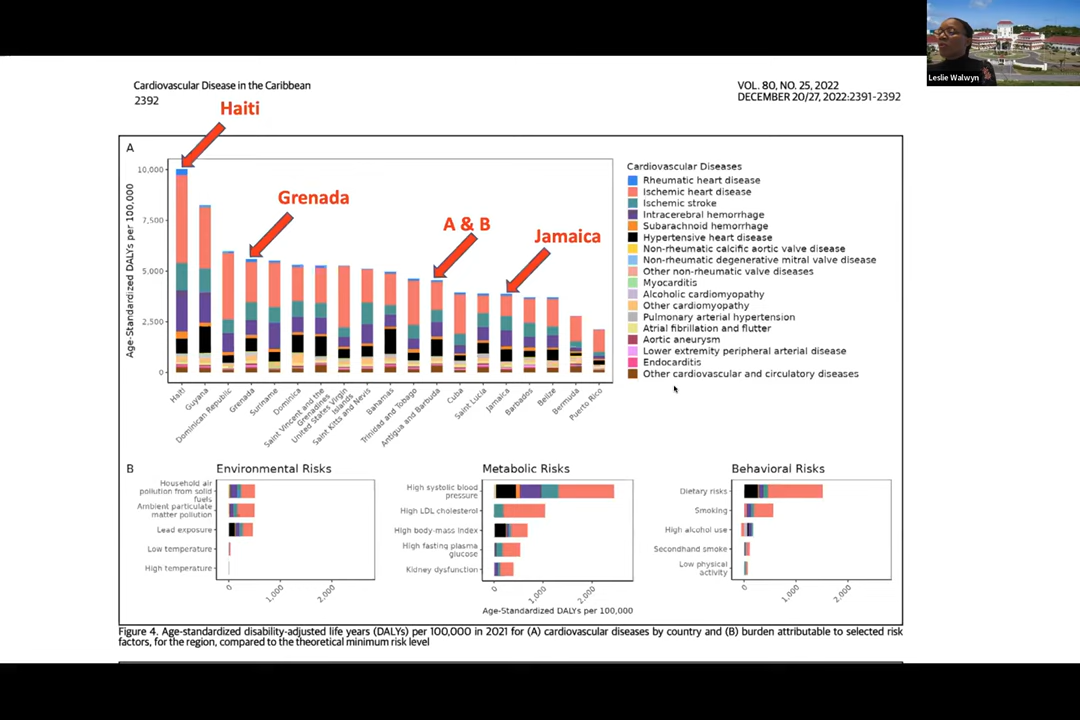 Leslie Walwyn
Cardiovascular Disease in the Caribbean
2392
VOL. 80, NO. 25, 2022
DECEMBER 20/27, 2022:2391-2392
Haiti
Grenada
A & B
Jamaica
A
Age-Standardized DALYs per 100,000
10,000
7,500
5,000
2,500
0
Haiti
Guyana
Dominican Republic
Grenada
Suriname
Dominica
Saint Vincent and the
Grenadines
United States Virgin
Islands
Saint Kitts and Nevis
Bahamas
Trinidad and Tobago
Antigua and Barbuda
Cuba
Saint Lucia
Jamaica
Barbados
Belize
Bermuda
Puerto Rico
Cardiovascular Diseases
Rheumatic heart disease
Ischemic heart disease
Ischemic stroke
Intracerebral hemorrhage
Subarachnoid hemorrhage
Hypertensive heart disease
Non-rheumatic calcific aortic valve disease
Non-rheumatic degenerative mitral valve disease
Other non-rheumatic valve diseases
Myocarditis
Alcoholic cardiomyopathy
Other cardiomyopathy
Pulmonary arterial hypertension
Atrial fibrillation and flutter
Aortic aneurysm
Lower extremity peripheral arterial disease
Endocarditis
Other cardiovascular and circulatory diseases
B
Environmental Risks
Household air
pollution from solid
fuels
Ambient particulate
matter pollution
Lead exposure
Low temperature
High temperature
0
1,000
2,000
Metabolic Risks
High systolic blood
pressure
High LDL cholesterol
High body-mass index
High fasting plasma
glucose
Kidney dysfunction
0
1,000
2,000
Age-Standardized DALYs per 100,000
Behavioral Risks
Dietary risks
Smoking
High alcohol use
Secondhand smoke
Low physical
activity
0
1,000
2,000
Figure 4. Age-standardized disability-adjusted life years (DALYs) per 100,000 in 2021 for (A) cardiovascular diseases by country and (B) burden attributable to selected risk
factors, for the region, compared to the theoretical minimum risk level